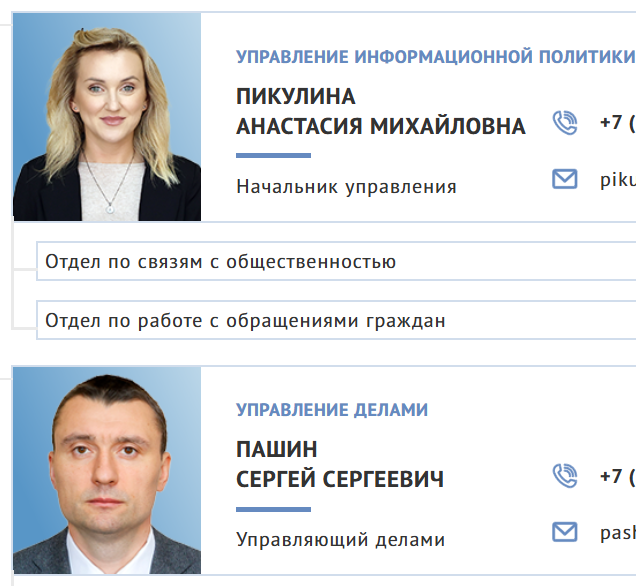 УПРАВЛЕНИЕ ИНФОРМАЦИОННОЙ ПОЛИТИКИ
ПИКУЛИНА
АНАСТАСИЯ МИХАЙЛОВНА
+7 (
Начальник управления
piku
Отдел по связям с общественностью
Отдел по работе с обращениями граждан
УПРАВЛЕНИЕ ДЕЛАМИ
ПАШИН
СЕРГЕЙ СЕРГЕЕВИЧ
+7 (
Управляющий делами
pash